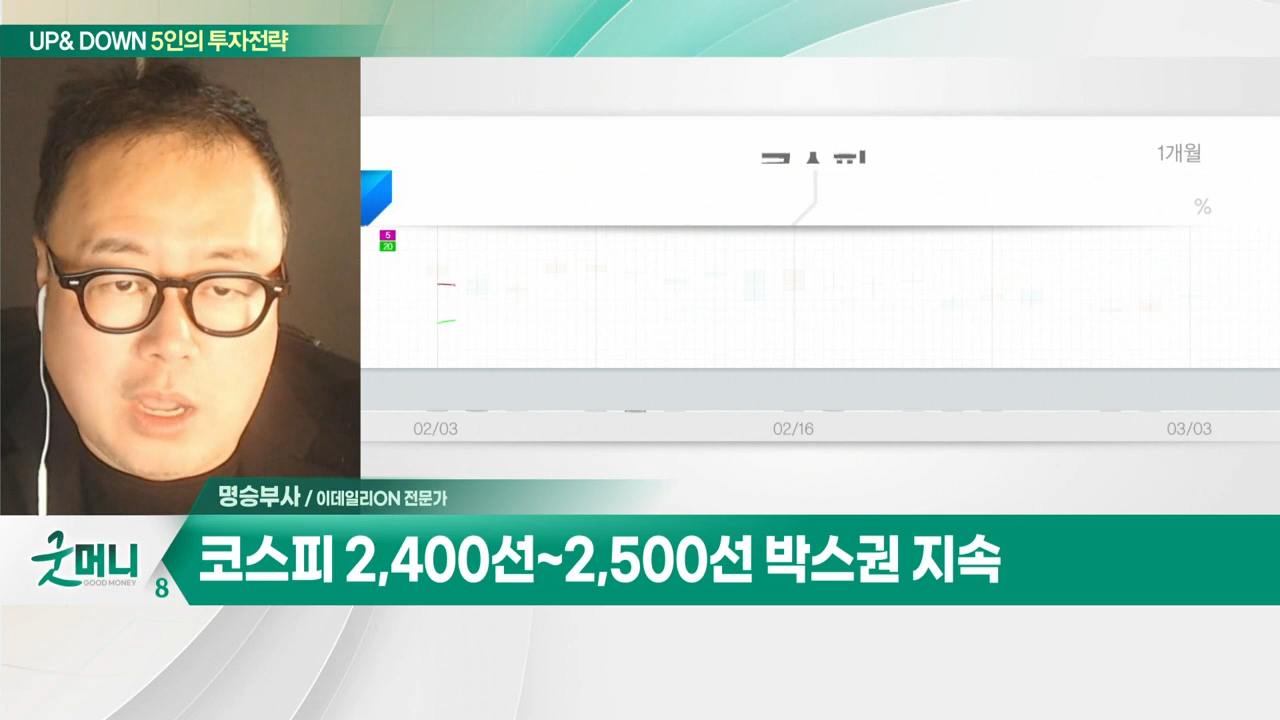 UP& DOWN 5인의 투자전략
1개월
%
5
20
02/03 02/16 03/03
명승부사 / 이데일리ON 전문가
굿머니
GOOD MONEY
8
코스피 2,400선~2,500선 박스권 지속